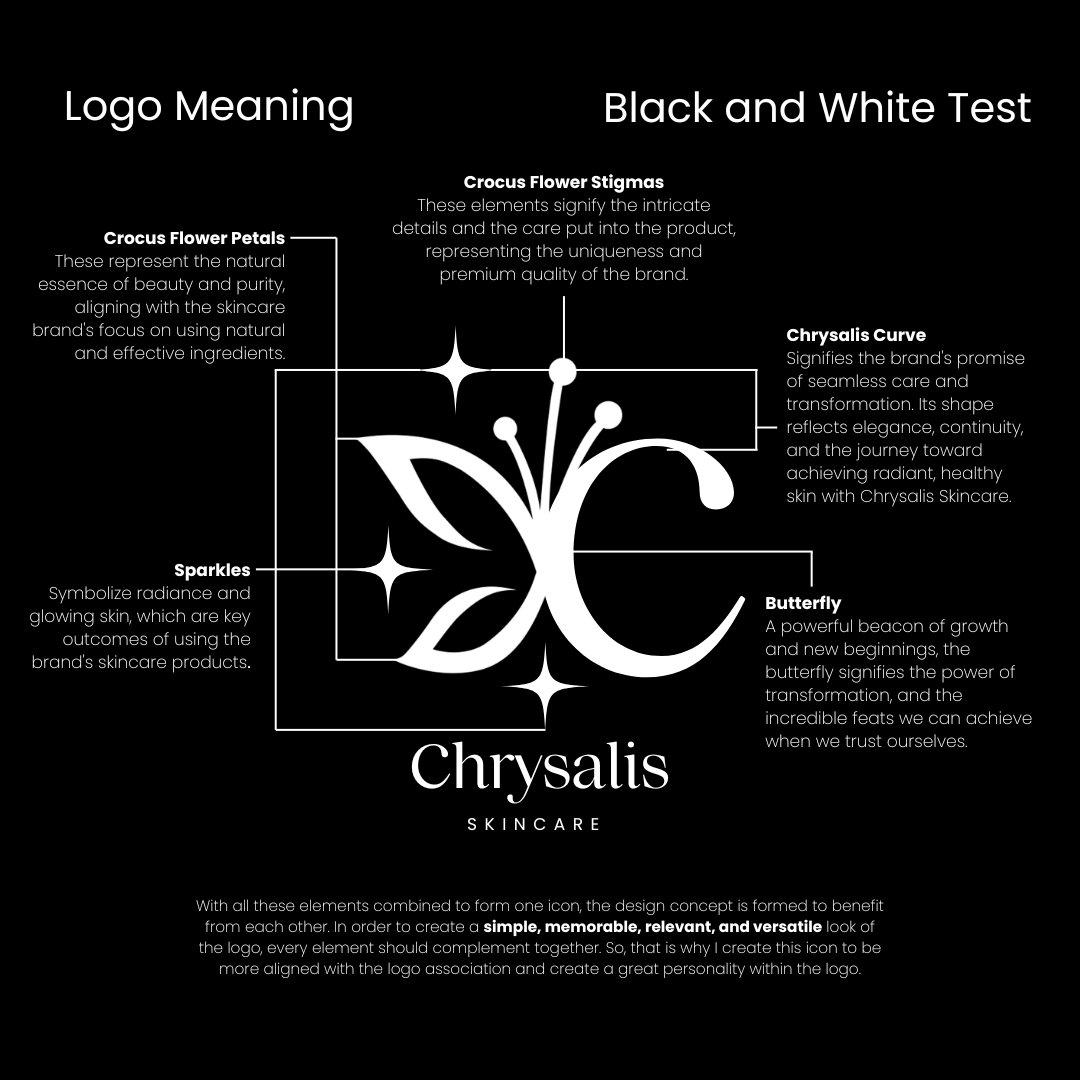 Logo Meaning
Black and White Test
Crocus Flower Stigmas
These elements signify the intricate
details and the care put into the product,
representing the uniqueness and
premium quality of the brand.
Crocus Flower Petals
These represent the natural
essence of beauty and purity,
aligning with the skincare
brand's focus on using natural
and effective ingredients.
Chrysalis Curve
Signifies the brand's promise
of seamless care and
transformation. Its shape
reflects elegance, continuity,
and the journey toward
achieving radiant, healthy
skin with Chrysalis Skincare.
Sparkles
Symbolize radiance and
glowing skin, which are key
outcomes of using the
brand's skincare products.
Butterfly
A powerful beacon of growth
and new beginnings, the
butterfly signifies the power of
transformation, and the
incredible feats we can achieve
when we trust ourselves.
Chrysalis
SKINCARE
With all these elements combined to form one icon, the design concept is formed to benefit
from each other. In order to create a simple, memorable, relevant, and versatile look of
the logo, every element should complement together. So, that is why I create this icon to be
more aligned with the logo association and create a great personality within the logo.